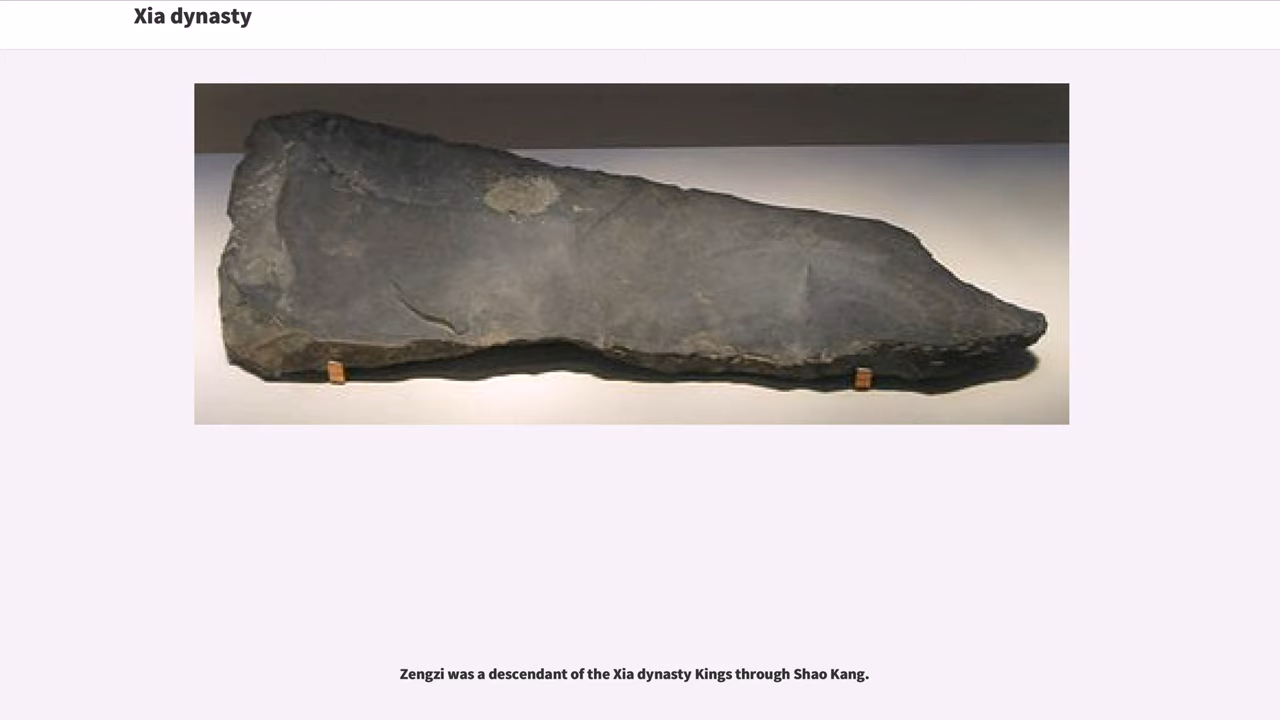 Xia dynasty
Zengzi was a descendant of the Xia dynasty Kings through Shao Kang.